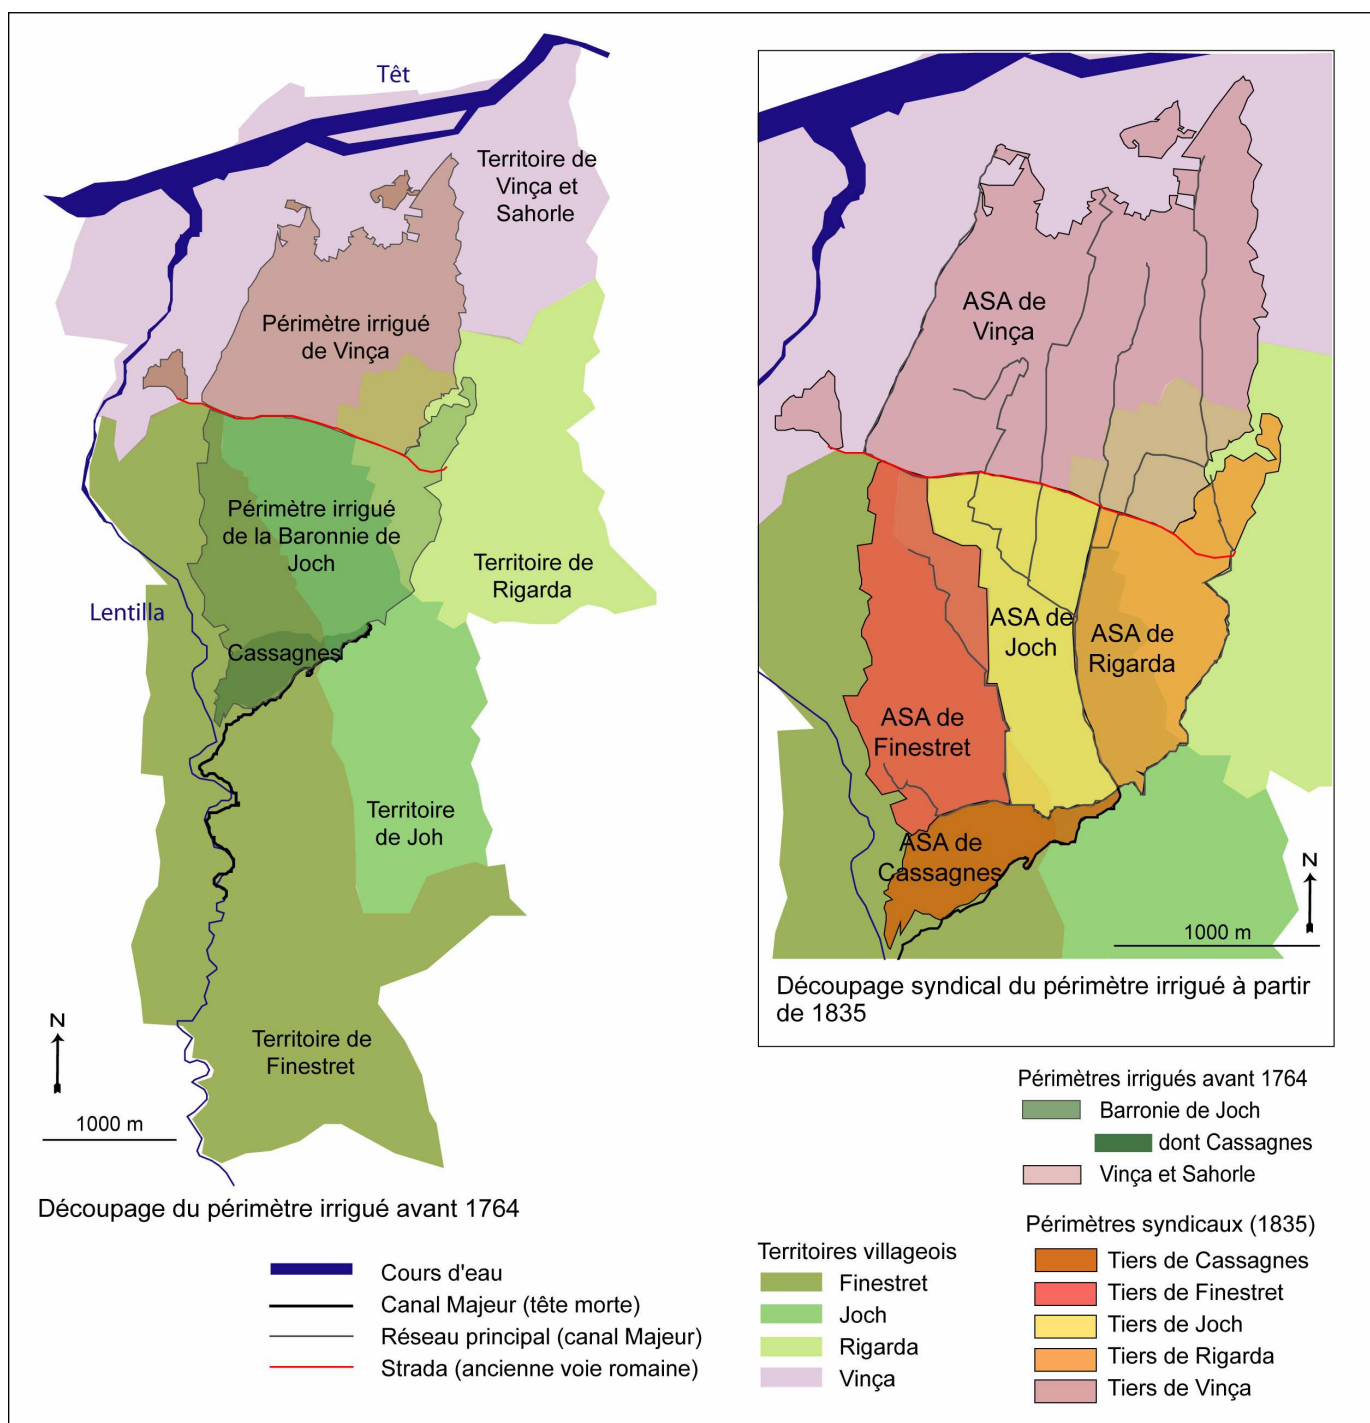 Têt
Territoire de
Vinça et
Sahorle
Périmètre irrigué
de Vinça
Périmètre irrigué
de la Baronnie de
Joch
Territoire de
Rigarda
Lentilla
Cassagnes
Territoire
de Joh
Territoire de
Finestret
N
1000 m
Découpage du périmètre irrigué avant 1764
ASA de
Vinça
ASA de
Joch
ASA de
Rigarda
ASA de
Finestret
ASA de
Cassagnes
N
1000 m
Découpage syndical du périmètre irrigué à partir
de 1835
Cours d'eau
Canal Majeur (tête morte)
Réseau principal (canal Majeur)
Strada (ancienne voie romaine)
Territoires villageois
Finestret
Joch
Rigarda
Vinça
Périmètres irrigués avant 1764
Barronie de Joch
dont Cassagnes
Vinça et Sahorle
Périmètres syndicaux (1835)
Tiers de Cassagnes
Tiers de Finestret
Tiers de Joch
Tiers de Rigarda
Tiers de Vinça